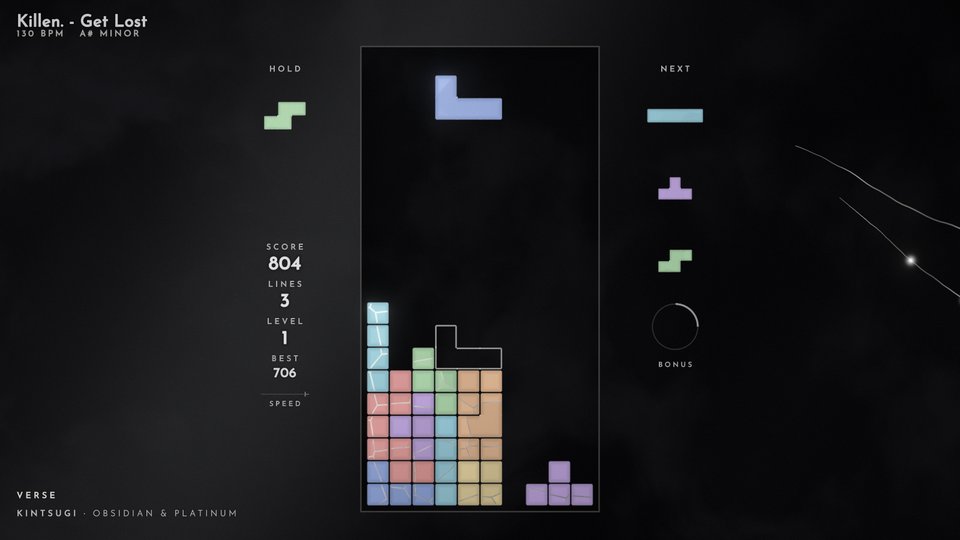 Killen. - Get Lost
130 BPM A# MINOR
HOLD
NEXT
SCORE
804
LINES
3
LEVEL
1
BEST
706
SPEED
BONUS
VERSE
KINTSUGI · OBSIDIAN & PLATINUM